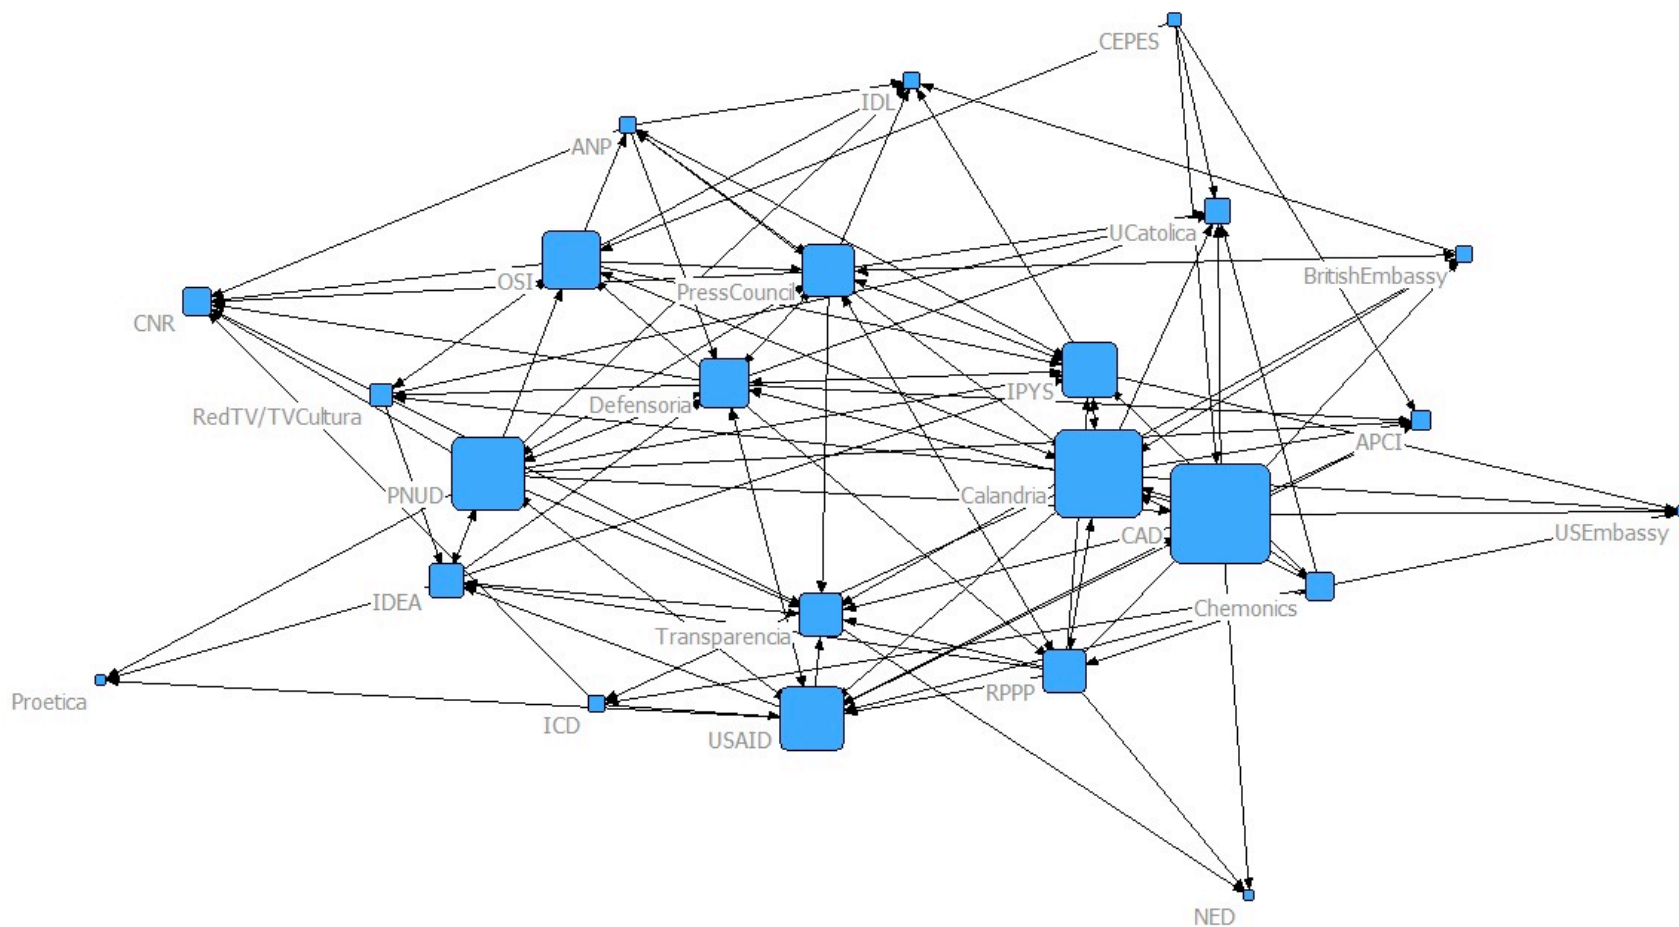 CEPES
IDL
ANP
UCatolica
BritishEmbassy
OSI
PressCouncil
CNR
IPYS
Defensoria
RedTV/TVCultura
APCI
PNUD
Calandria
CAD
USEmbassy
IDEA
Chemonics
Transparencia
RPPP
Proetica
ICD
USAID
NED